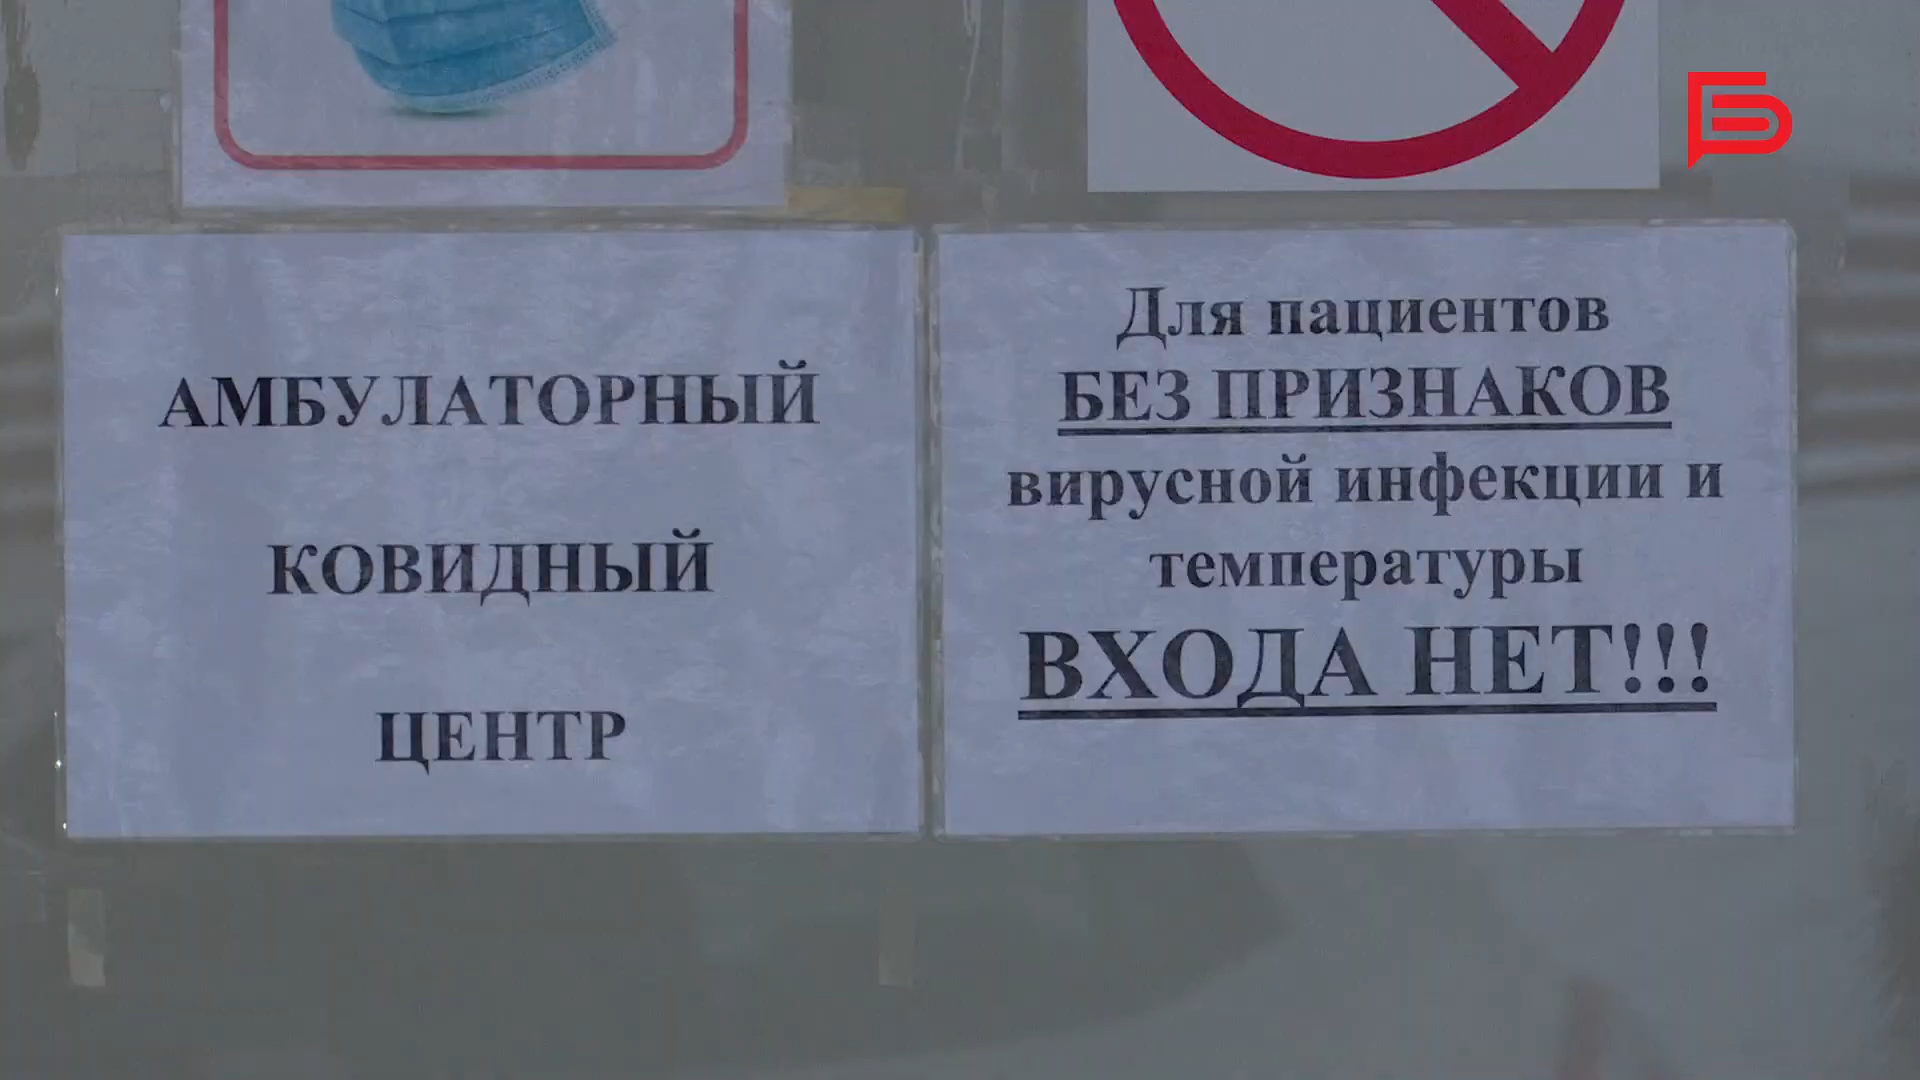 АМБУЛАТОРНЫЙ
КОВИДНЫЙ
ЦЕНТР
Для пациентов
БЕЗ ПРИЗНАКОВ
вирусной инфекции и
температуры
ВХОДА НЕТ!!!